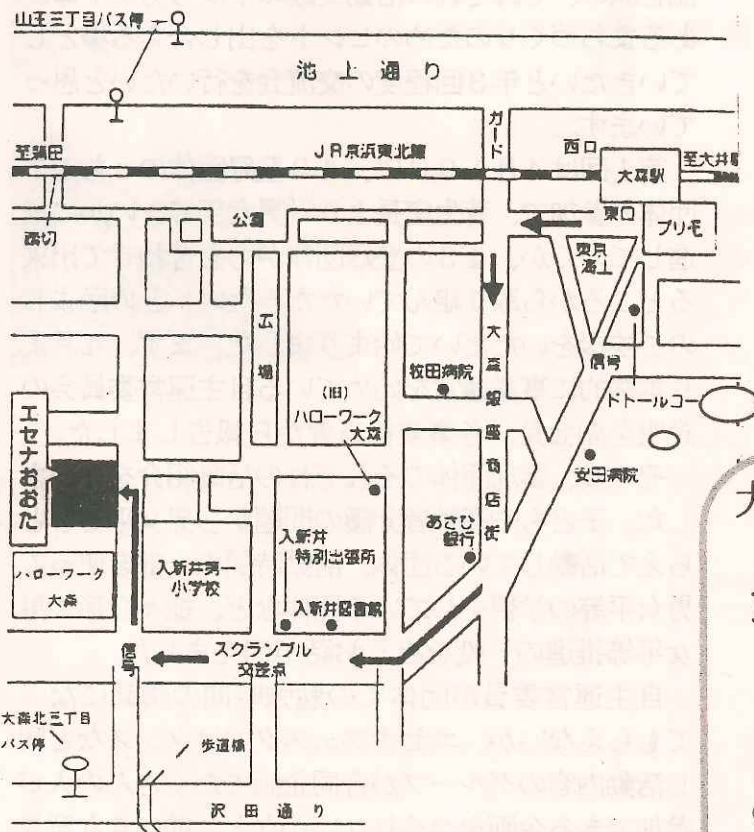 山王三丁目バス停
池上通り
ガード
西口
至蒲田
JR京浜東北線
大森駅
至大井町
踏切
公園
東口
プリモ
東京
海上
広場
大森銀座商店街
牧田病院
信号
(旧)
ハローワーク
大森
ドトールコー
エセナおおた
安田病院
入新井
特別出張所
あさひ
銀行
入新井第一
小学校
ハローワーク
大森
入新井図書館
信号
スクランブル
交差点
大森北三丁目
バス停
歩道橋
沢田通り